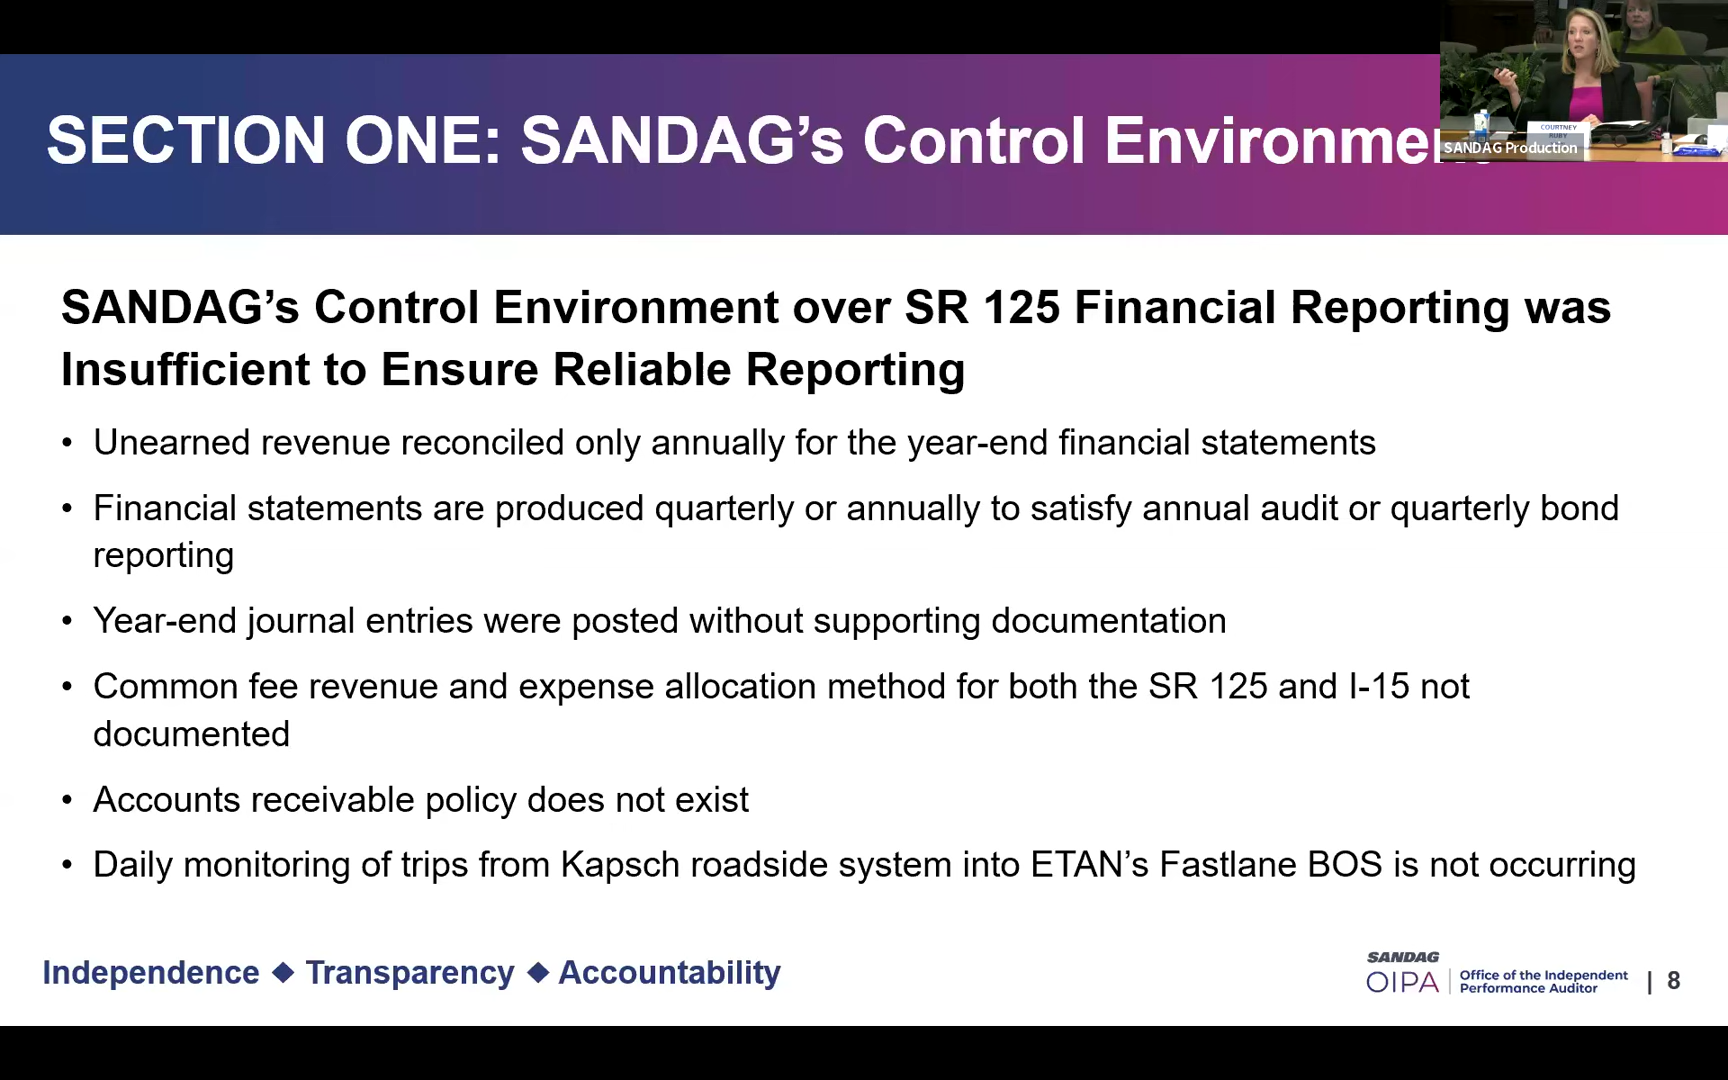 SECTION ONE: SANDAG’s Control Environment
COURTNEY
RUBY
SANDAG Production
SANDAG’s Control Environment over SR 125 Financial Reporting was
Insufficient to Ensure Reliable Reporting
• Unearned revenue reconciled only annually for the year-end financial statements
• Financial statements are produced quarterly or annually to satisfy annual audit or quarterly bond
reporting
• Year-end journal entries were posted without supporting documentation
• Common fee revenue and expense allocation method for both the SR 125 and I-15 not
documented
• Accounts receivable policy does not exist
• Daily monitoring of trips from Kapsch roadside system into ETAN’s Fastlane BOS is not occurring
Independence ◆ Transparency ◆ Accountability
SANDAG
OIPA | Office of the Independent
Performance Auditor
| 8